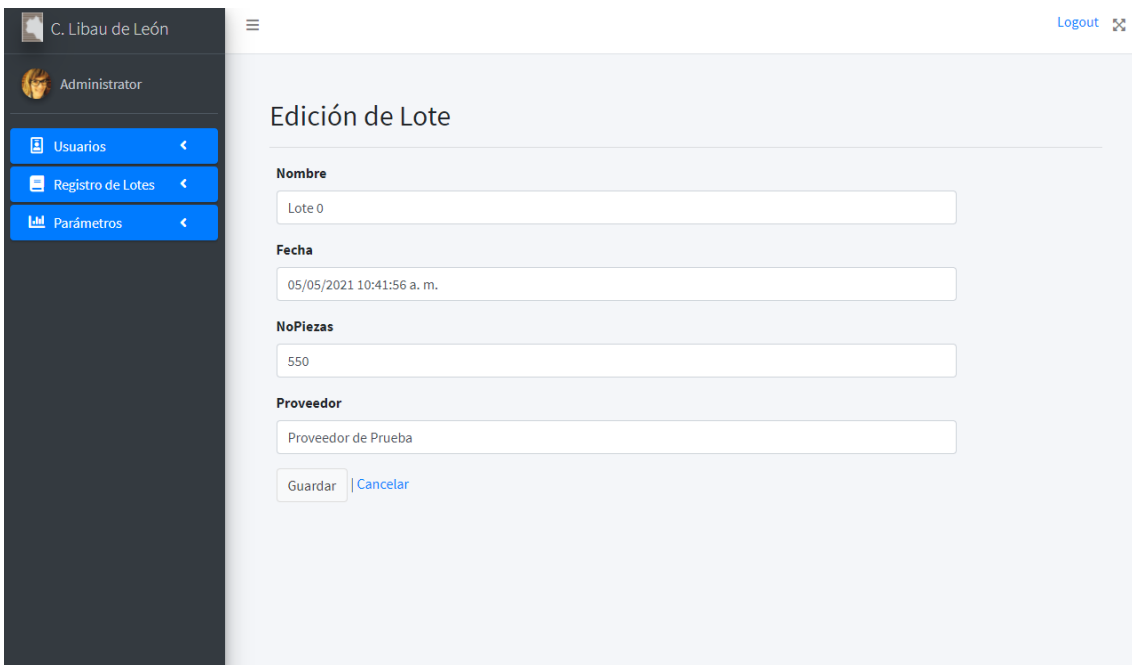 C. Libau de León
Logout
Administrator
Usuarios
Registro de Lotes
Parámetros
Edición de Lote
Nombre
Lote 0
Fecha
05/05/2021 10:41:56 a. m.
NoPiezas
550
Proveedor
Proveedor de Prueba
Guardar | Cancelar